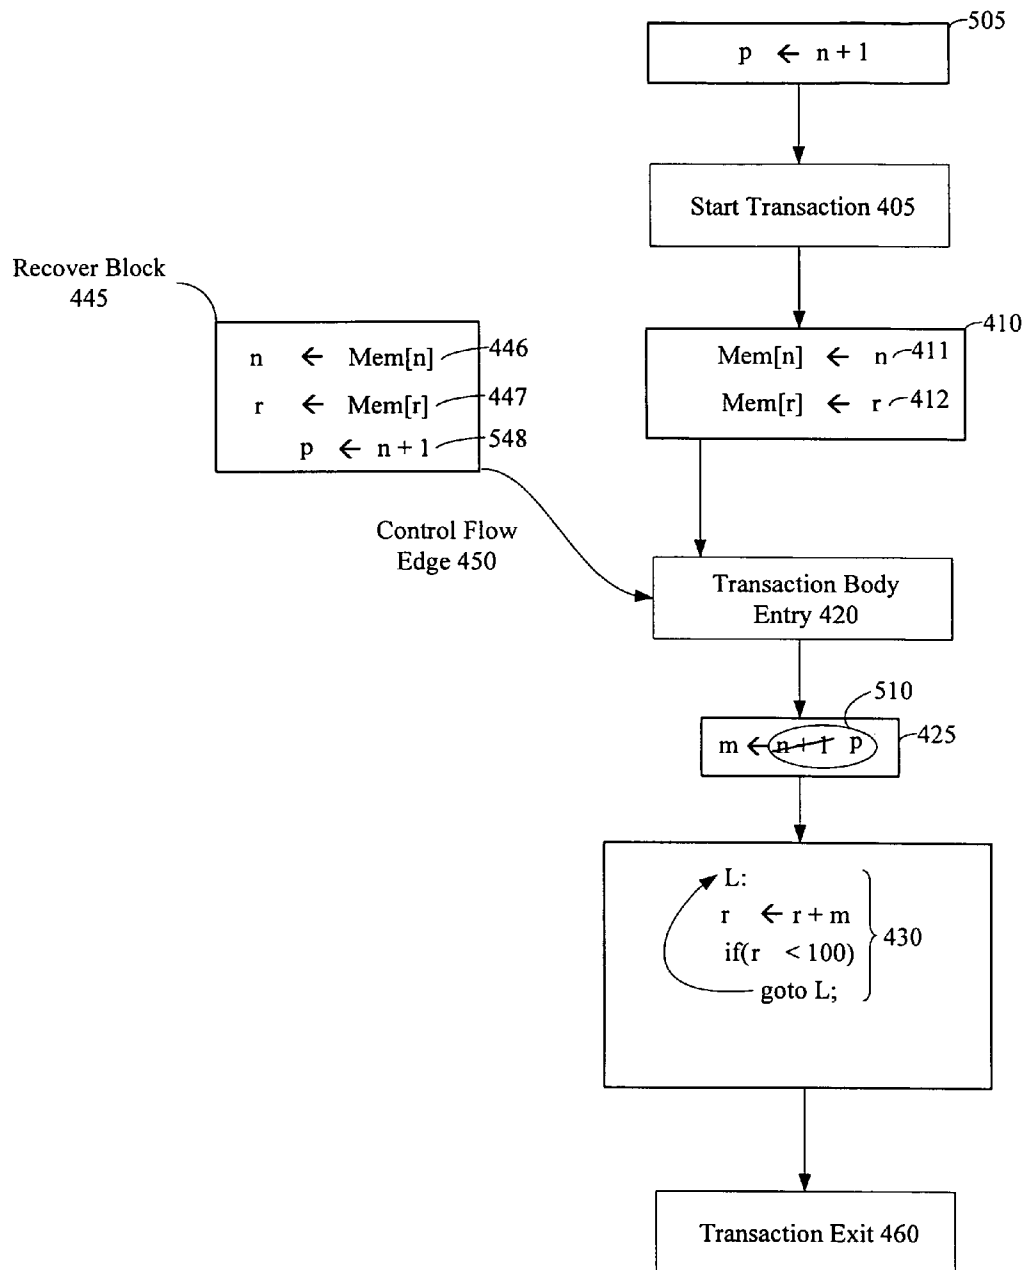 505
p ← n + 1
Start Transaction 405
Recover Block
445
410
n ← Mem[n] 446
r ← Mem[r] 447
p ← n + 1 548
Mem[n] ← n 411
Mem[r] ← r 412
Control Flow
Edge 450
Transaction Body
Entry 420
510
m ← n + 1 p 425
L:
r ← r + m
if(r < 100)
goto L;
430
Transaction Exit 460